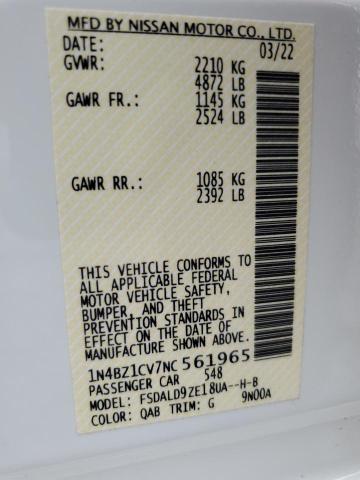 MFD BY NISSAN MOTOR CO., LTD.
DATE: 03/22
GVWR: 2210 KG
4872 LB
GAWR FR.: 1145 KG
2524 LB
GAWR RR.: 1085 KG
2392 LB
THIS VEHICLE CONFORMS TO
ALL APPLICABLE FEDERAL
MOTOR VEHICLE SAFETY,
BUMPER, AND THEFT
PREVENTION STANDARDS IN
EFFECT ON THE DATE OF
MANUFACTURE SHOWN ABOVE.
1N4BZ1CV7NC561965
PASSENGER CAR 548
MODEL: FSDALD9ZE18UA--H-B
COLOR: QAB TRIM: G 9N00A